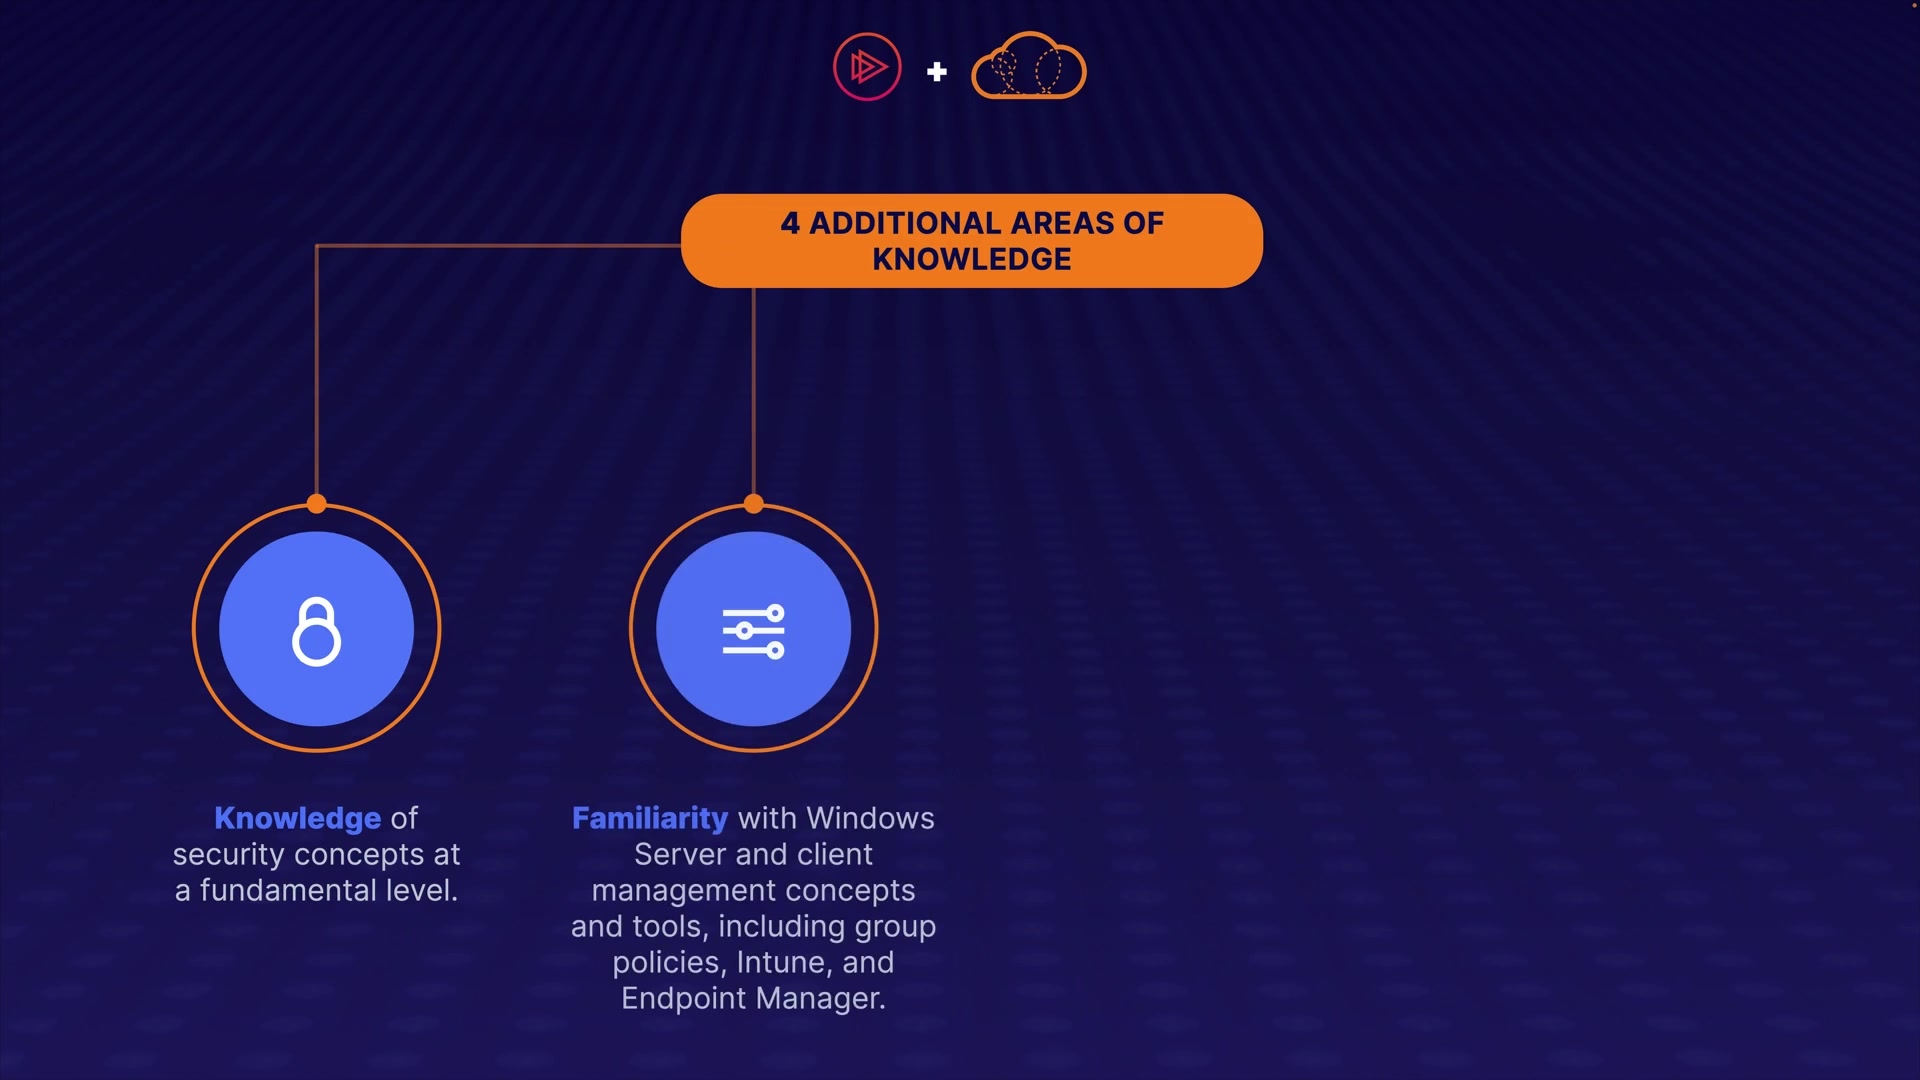 4 ADDITIONAL AREAS OF
KNOWLEDGE
Knowledge of
security concepts at
a fundamental level.
Familiarity with Windows
Server and client
management concepts
and tools, including group
policies, Intune, and
Endpoint Manager.